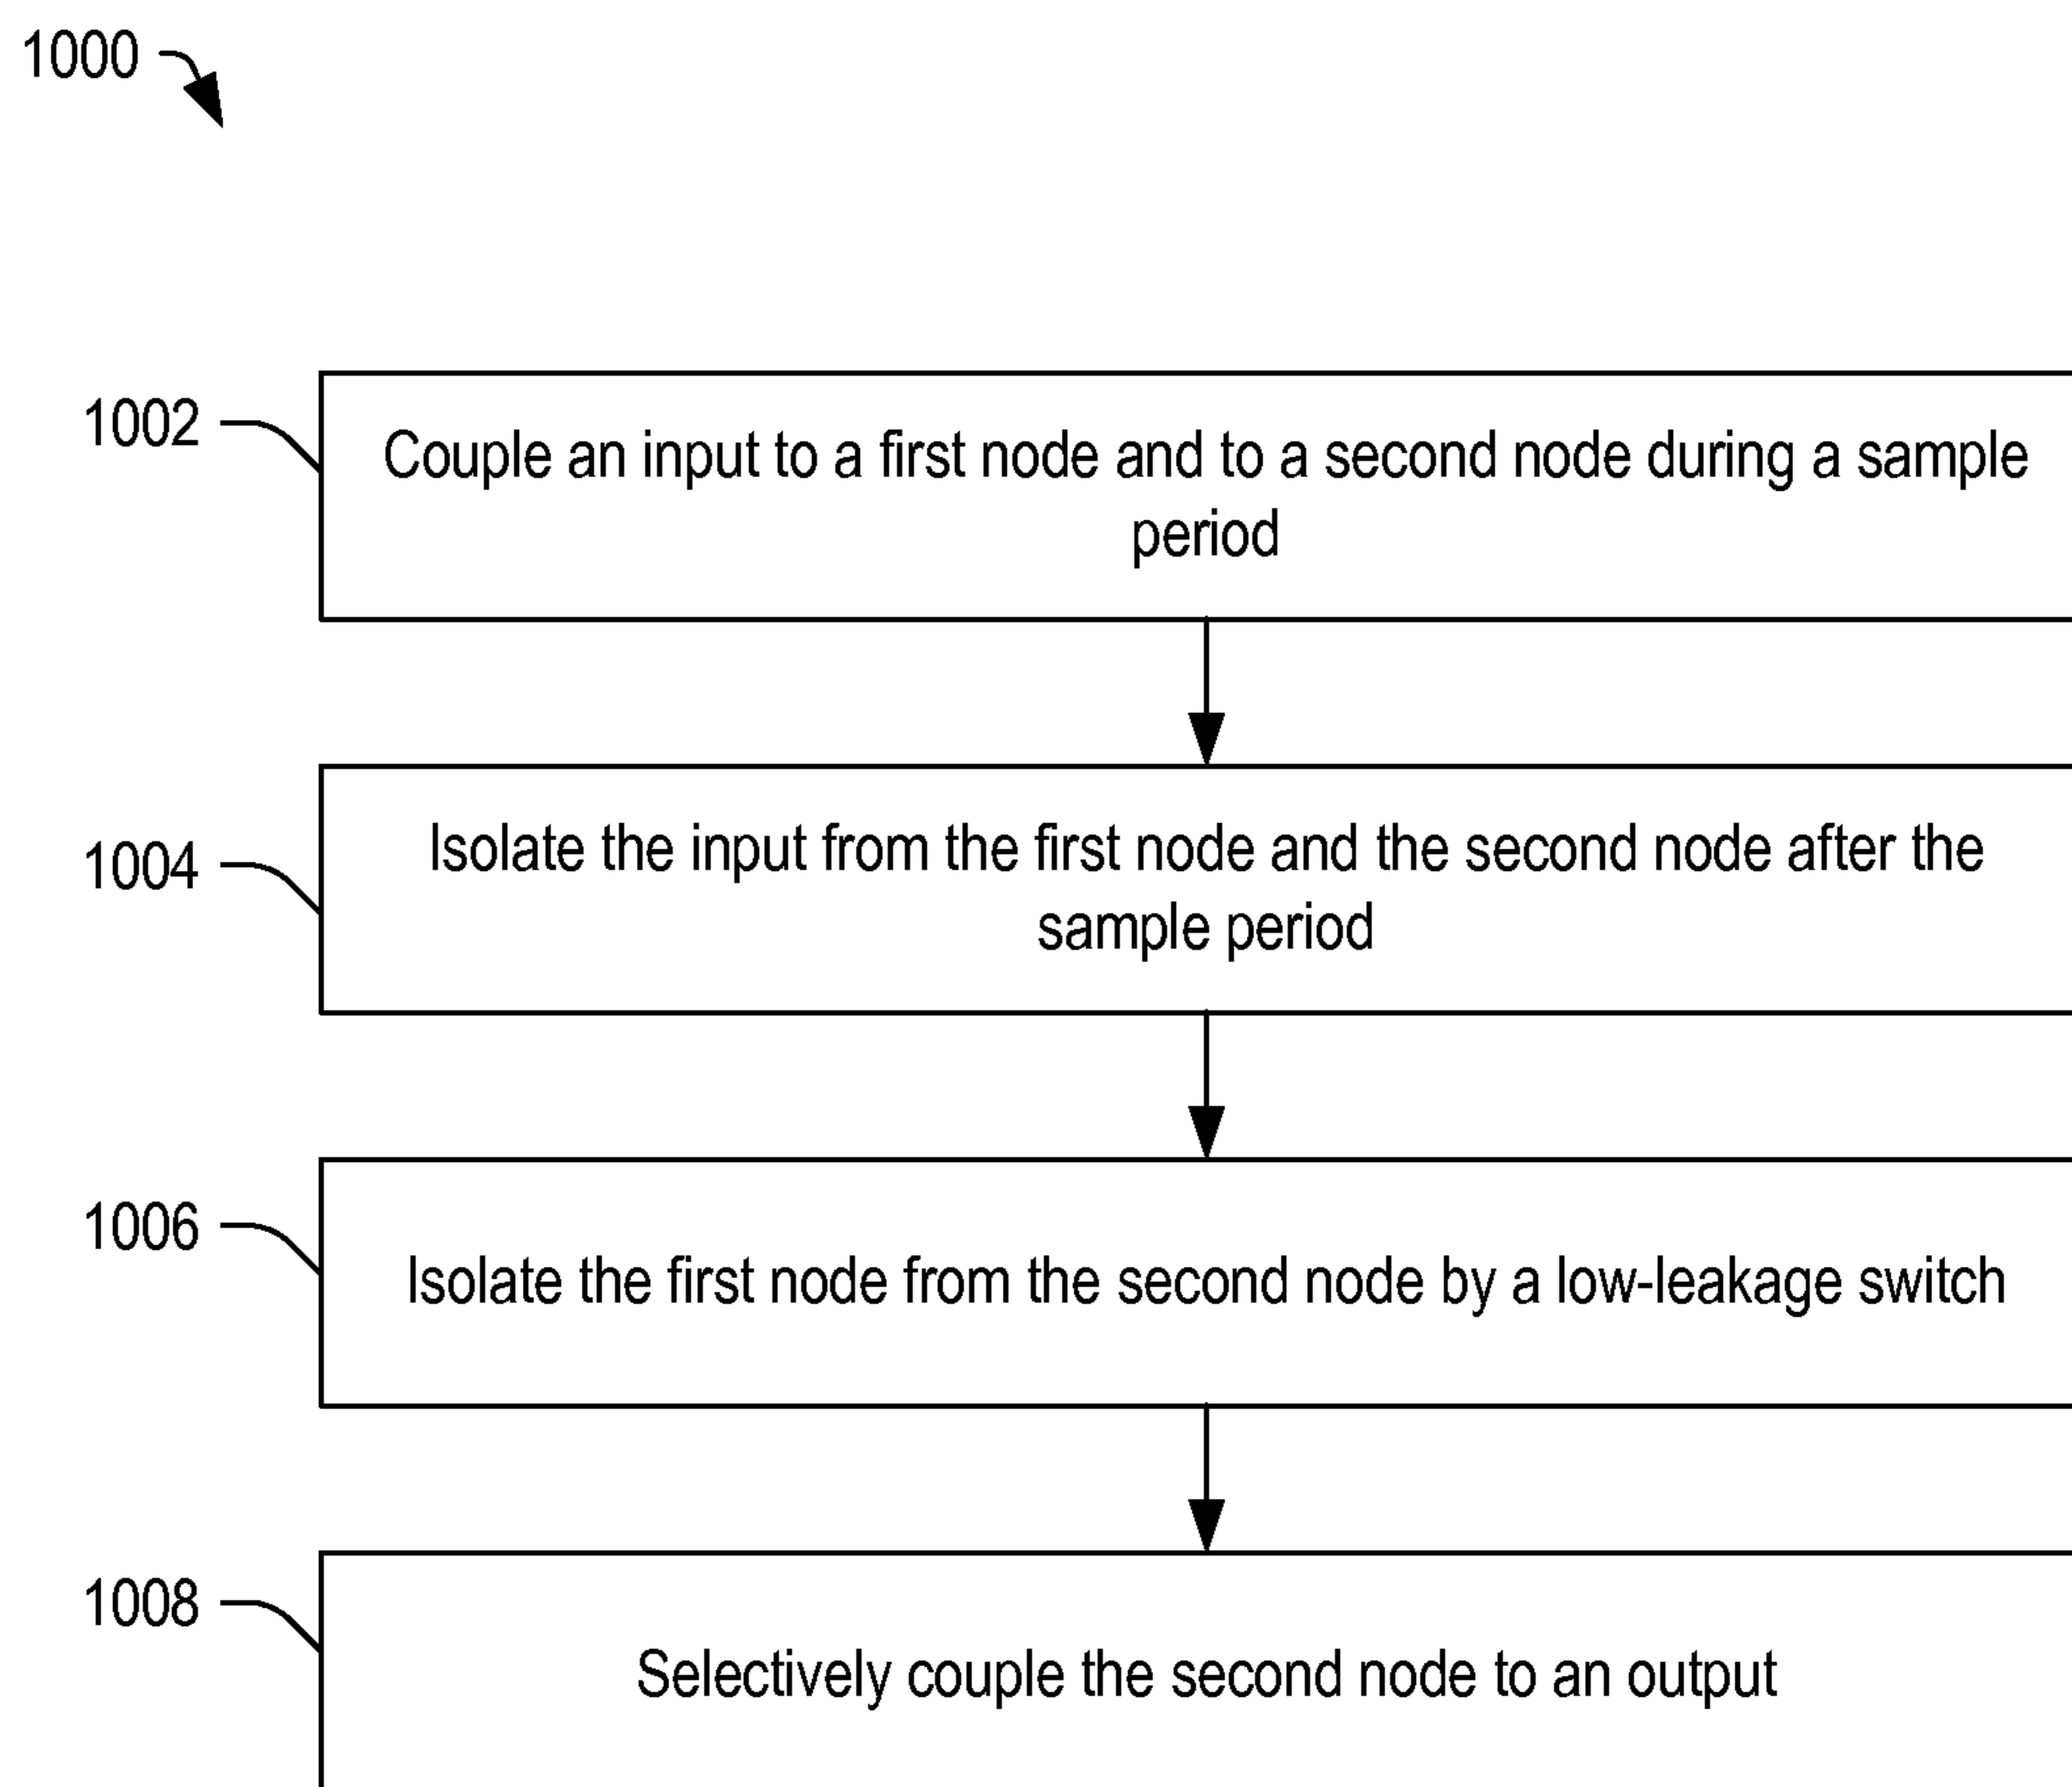 1000
1002
Couple an input to a first node and to a second node during a sample
period
1004
Isolate the input from the first node and the second node after the
sample period
1006
Isolate the first node from the second node by a low-leakage switch
1008
Selectively couple the second node to an output